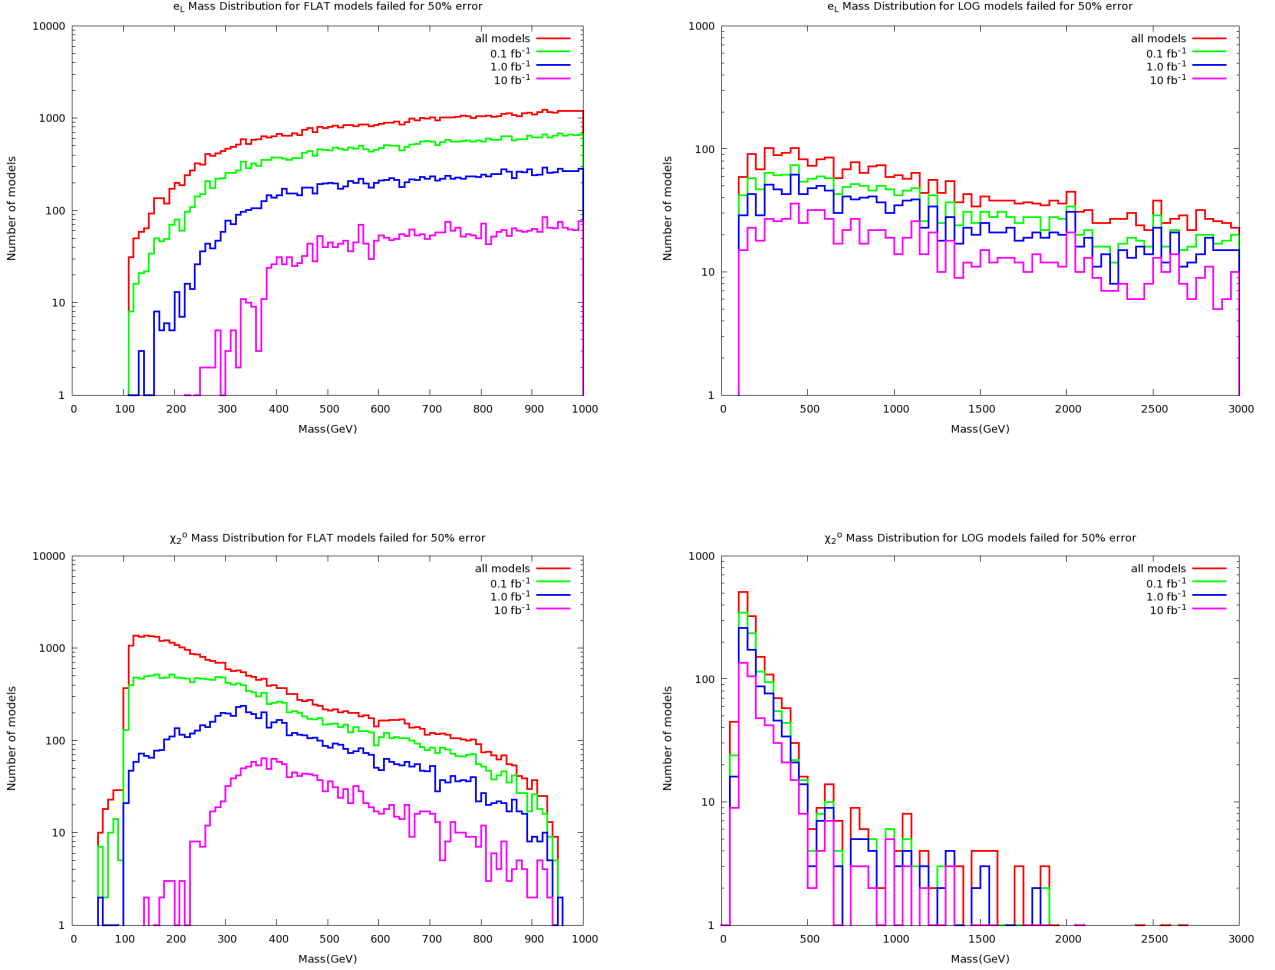 e_L Mass Distribution for FLAT models failed for 50% error
10000
1000
100
10
1
Number of models
all models
0.1 fb⁻¹
1.0 fb⁻¹
10 fb⁻¹
0 100 200 300 400 500 600 700 800 900 1000
Mass(GeV)
e_L Mass Distribution for LOG models failed for 50% error
1000
100
10
1
Number of models
all models
0.1 fb⁻¹
1.0 fb⁻¹
10 fb⁻¹
0 500 1000 1500 2000 2500 3000
Mass(GeV)
χ₂º Mass Distribution for FLAT models failed for 50% error
10000
1000
100
10
1
Number of models
all models
0.1 fb⁻¹
1.0 fb⁻¹
10 fb⁻¹
0 100 200 300 400 500 600 700 800 900 1000
Mass(GeV)
χ₂º Mass Distribution for LOG models failed for 50% error
1000
100
10
1
Number of models
all models
0.1 fb⁻¹
1.0 fb⁻¹
10 fb⁻¹
0 500 1000 1500 2000 2500 3000
Mass(GeV)